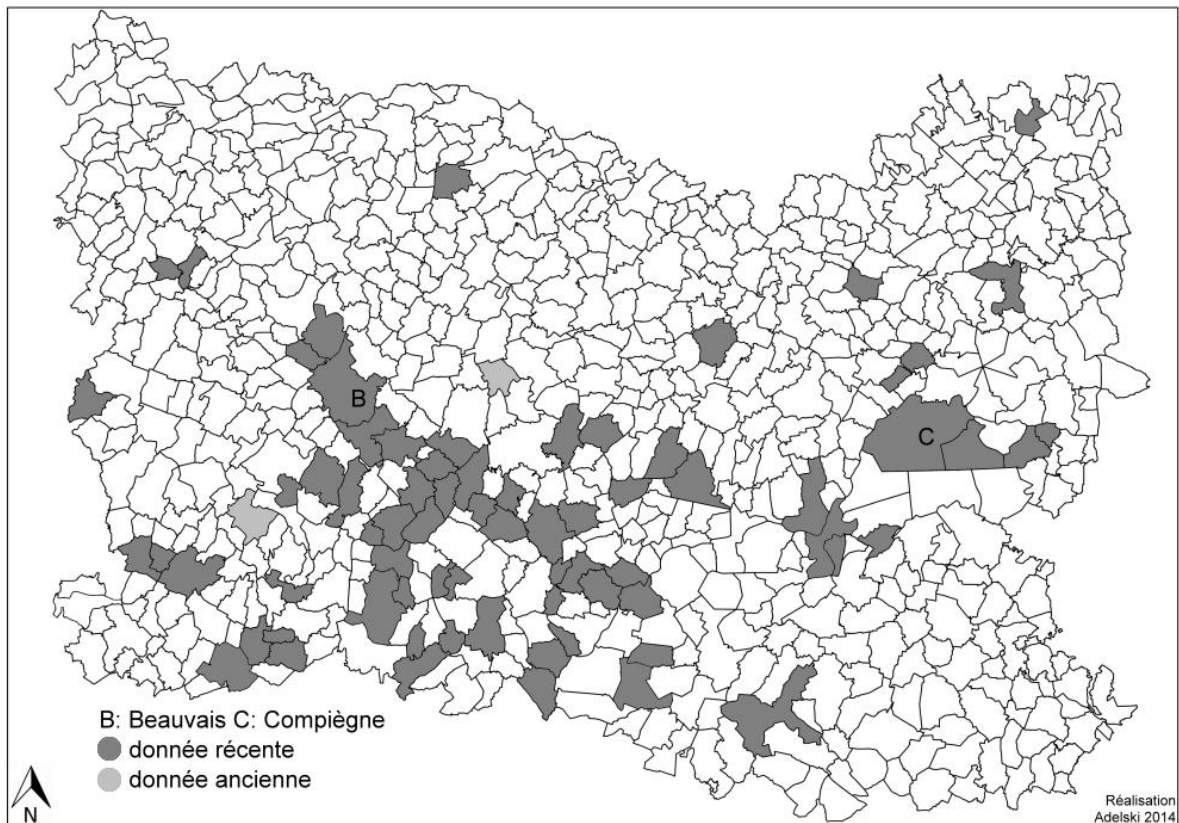 B
C
B: Beauvais C: Compiègne
donnée récente
donnée ancienne
N
Réalisation
Adelski 2014